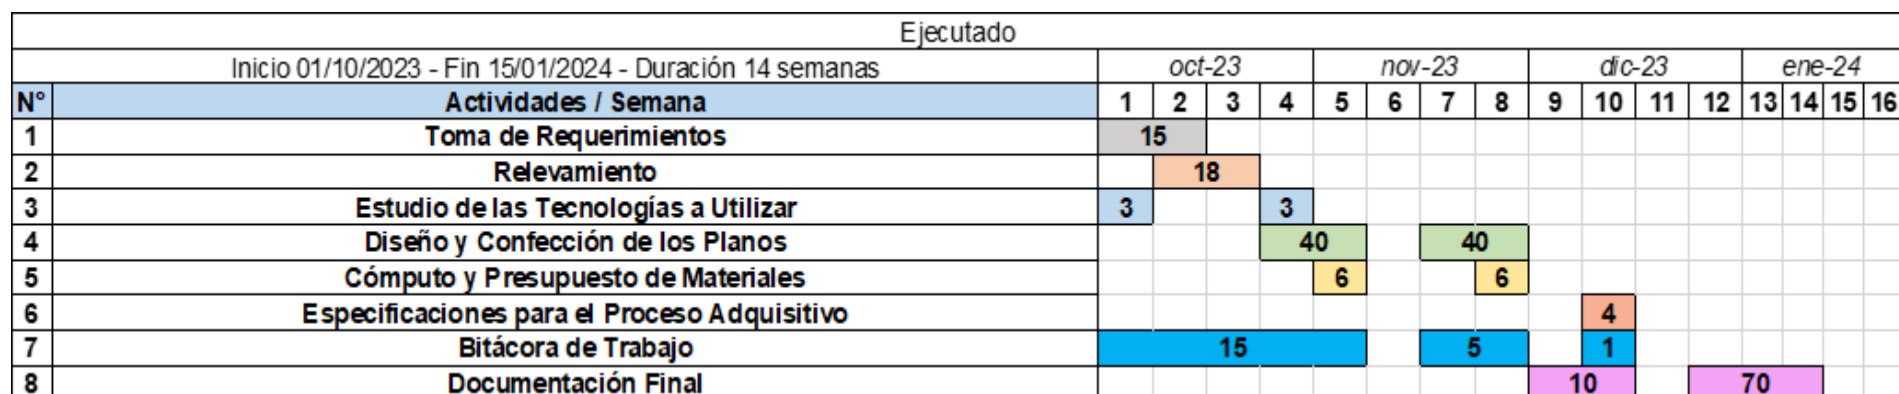 Ejecutado
Inicio 01/10/2023 - Fin 15/01/2024 - Duración 14 semanas oct-23 nov-23 dic-23 ene-24
N° Actividades / Semana 1 2 3 4 5 6 7 8 9 10 11 12 13 14 15 16
1 Toma de Requerimientos 15
2 Relevamiento 18
3 Estudio de las Tecnologías a Utilizar 3 3
4 Diseño y Confección de los Planos 40 40
5 Cómputo y Presupuesto de Materiales 6 6
6 Especificaciones para el Proceso Adquisitivo 4
7 Bitácora de Trabajo 15 5 1
8 Documentación Final 10 70